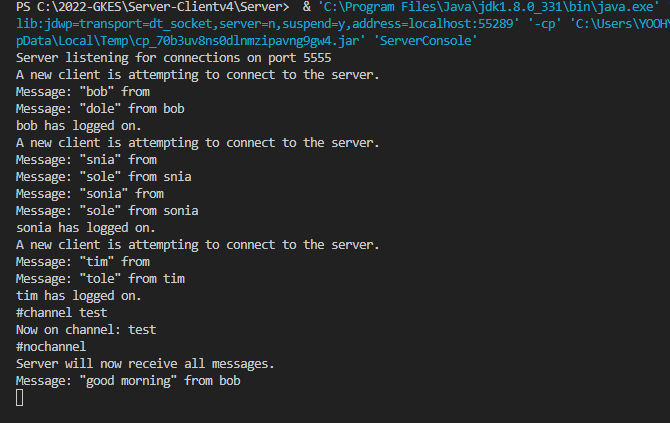 PS C:\2022-GKES\Server-Clientv4\Server>  & 'C:\Program Files\Java\jdk1.8.0_331\bin\java.exe'
lib:jdwp=transport=dt_socket,server=n,suspend=y,address=localhost:55289' '-cp' 'C:\Users\YOOH
pData\Local\Temp\cp_70b3uv8ns0dlnmzipavng9gw4.jar' 'ServerConsole'
Server listening for connections on port 5555
A new client is attempting to connect to the server.
Message: "bob" from
Message: "dole" from bob
bob has logged on.
A new client is attempting to connect to the server.
Message: "snia" from
Message: "sole" from snia
Message: "sonia" from
Message: "sole" from sonia
sonia has logged on.
A new client is attempting to connect to the server.
Message: "tim" from
Message: "tole" from tim
tim has logged on.
#channel test
Now on channel: test
#nochannel
Server will now receive all messages.
Message: "good morning" from bob